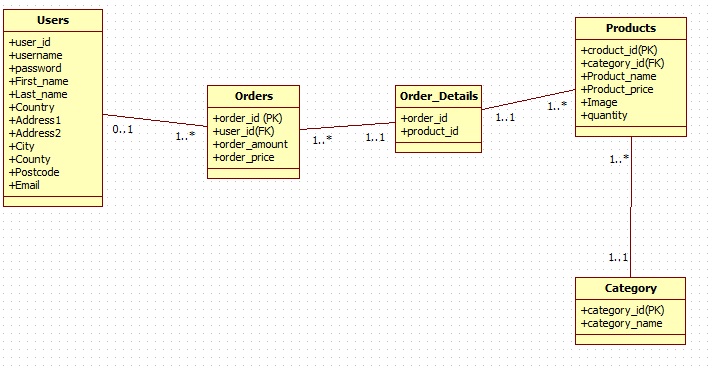 Users
+user_id
+username
+password
+First_name
+Last_name
+Country
+Address1
+Address2
+City
+County
+Postcode
+Email
0..1
1..*
Orders
+order_id (PK)
+user_id(FK)
+order_amount
+order_price
1..*
1..1
Order_Details
+order_id
+product_id
1..1
1..*
Products
+croduct_id(PK)
+category_id(FK)
+Product_name
+Product_price
+Image
+quantity
1..*
1..1
Category
+category_id(PK)
+category_name